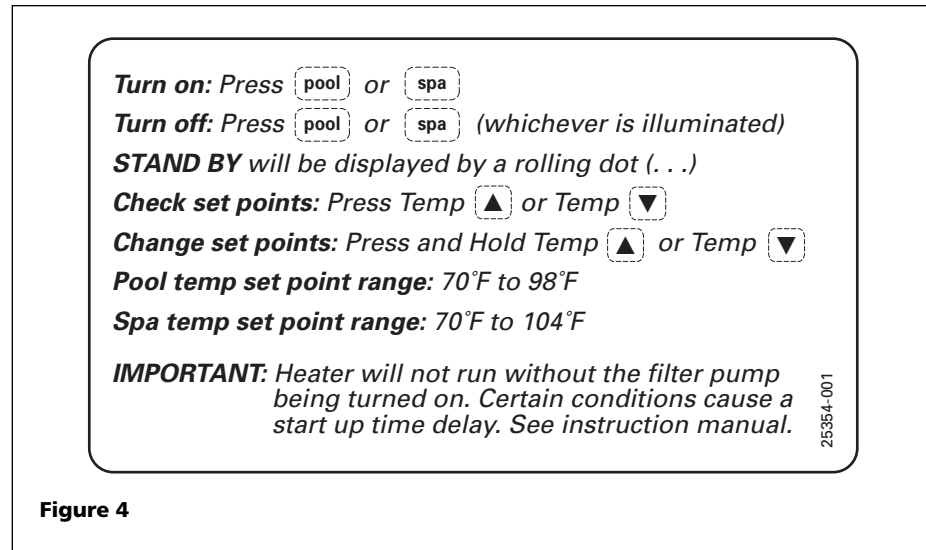 Turn on: Press pool or spa
Turn off: Press pool or spa (whichever is illuminated)
STAND BY will be displayed by a rolling dot (. . .)
Check set points: Press Temp ▲ or Temp ▼
Change set points: Press and Hold Temp ▲ or Temp ▼
Pool temp set point range: 70˚F to 98˚F
Spa temp set point range: 70˚F to 104˚F
IMPORTANT: Heater will not run without the filter pump
being turned on. Certain conditions cause a
start up time delay. See instruction manual.
25354-001
Figure 4